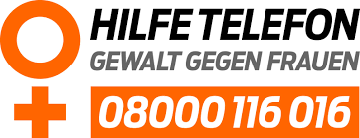 HILFE TELEFON
GEWALT GEGEN FRAUEN
08000 116 016